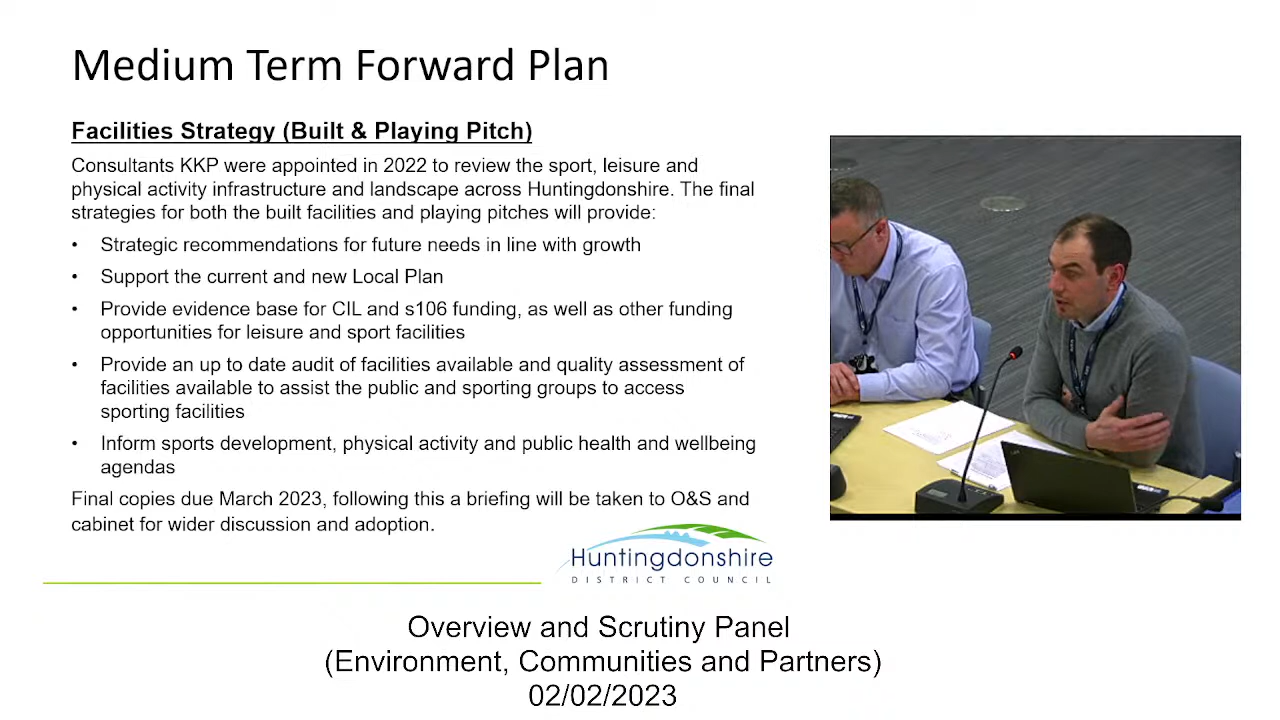 Medium Term Forward Plan
Facilities Strategy (Built & Playing Pitch)
Consultants KKP were appointed in 2022 to review the sport, leisure and
physical activity infrastructure and landscape across Huntingdonshire. The final
strategies for both the built facilities and playing pitches will provide:
• Strategic recommendations for future needs in line with growth
• Support the current and new Local Plan
• Provide evidence base for CIL and s106 funding, as well as other funding
opportunities for leisure and sport facilities
• Provide an up to date audit of facilities available and quality assessment of
facilities available to assist the public and sporting groups to access
sporting facilities
• Inform sports development, physical activity and public health and wellbeing
agendas
Final copies due March 2023, following this a briefing will be taken to O&S and
cabinet for wider discussion and adoption.
Huntingdonshire
DISTRICT COUNCIL
Overview and Scrutiny Panel
(Environment, Communities and Partners)
02/02/2023